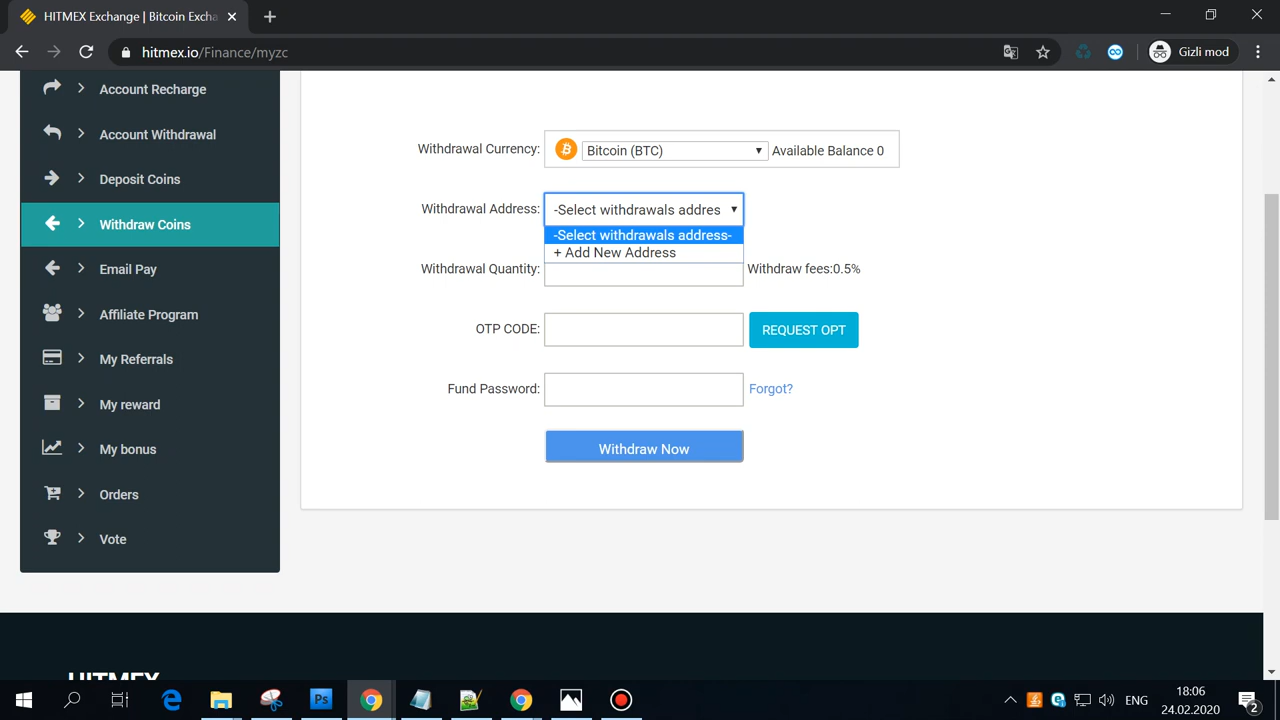 HITMEX Exchange | Bitcoin Excha
hitmex.io/Finance/myzc
Gizli mod
Account Recharge
Account Withdrawal
Deposit Coins
Withdraw Coins
Email Pay
Affiliate Program
My Referrals
My reward
My bonus
Orders
Vote
Withdrawal Currency:
Bitcoin (BTC)
Available Balance 0
Withdrawal Address:
-Select withdrawals addres
-Select withdrawals address-
+ Add New Address
Withdrawal Quantity:
Withdraw fees:0.5%
OTP CODE:
REQUEST OPT
Fund Password:
Forgot?
Withdraw Now
HITMEX
Ps
ENG
18:06
24.02.2020
2